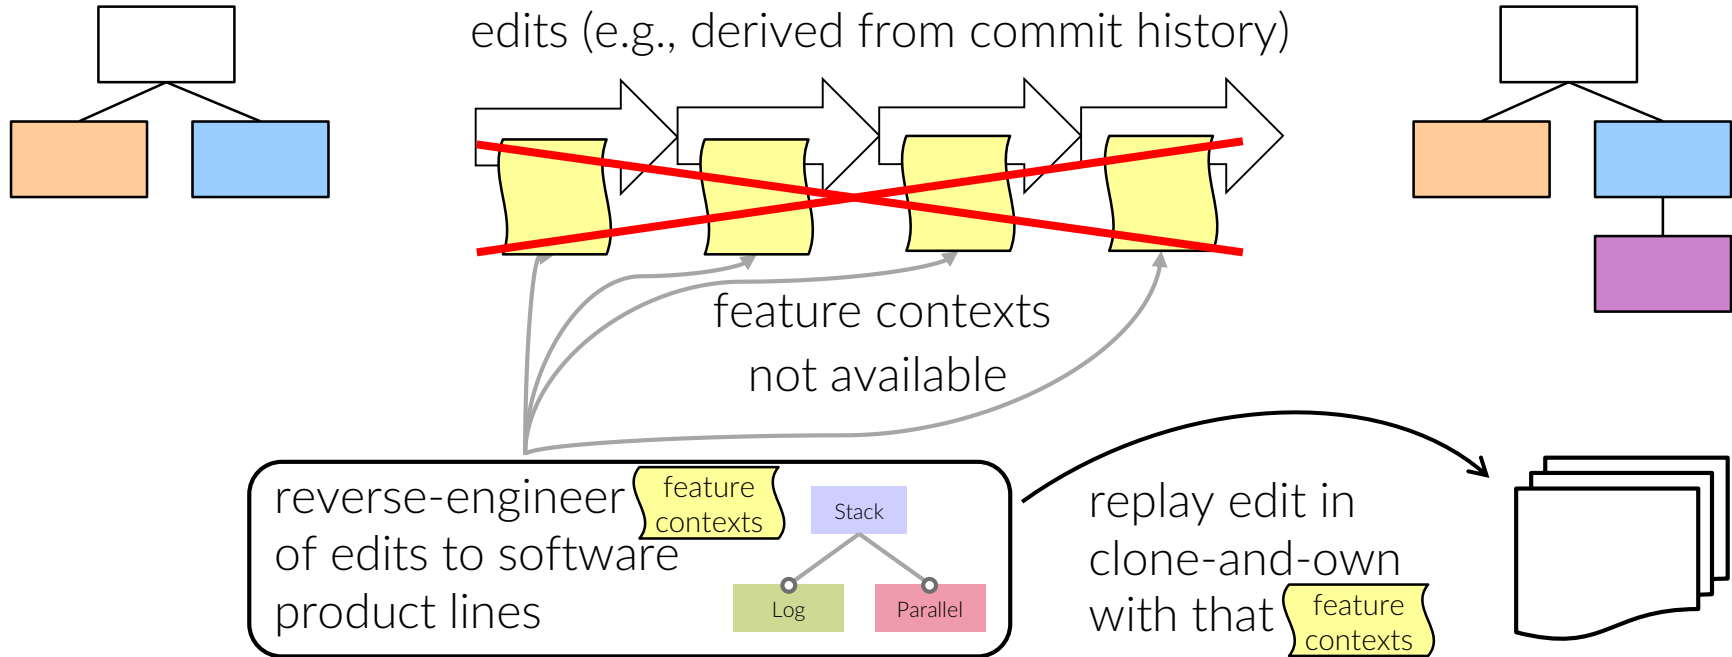 edits (e.g., derived from commit history)
feature contexts
not available
reverse-engineer feature contexts
of edits to software
product lines
Stack
Log
Parallel
replay edit in
clone-and-own
with that feature contexts